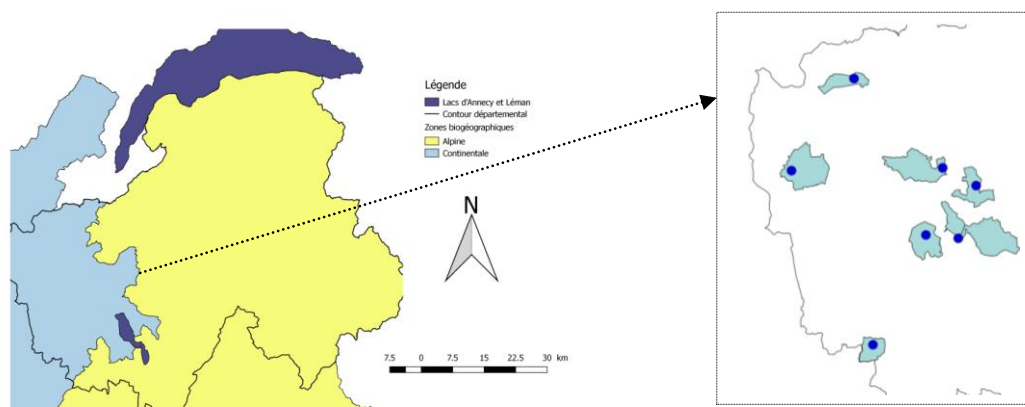 Légende
Lacs d'Annecy et Léman
Contour départemental
Zones biogéographiques
Alpine
Continentale
N
7.5 0 7.5 15 22.5 30 km